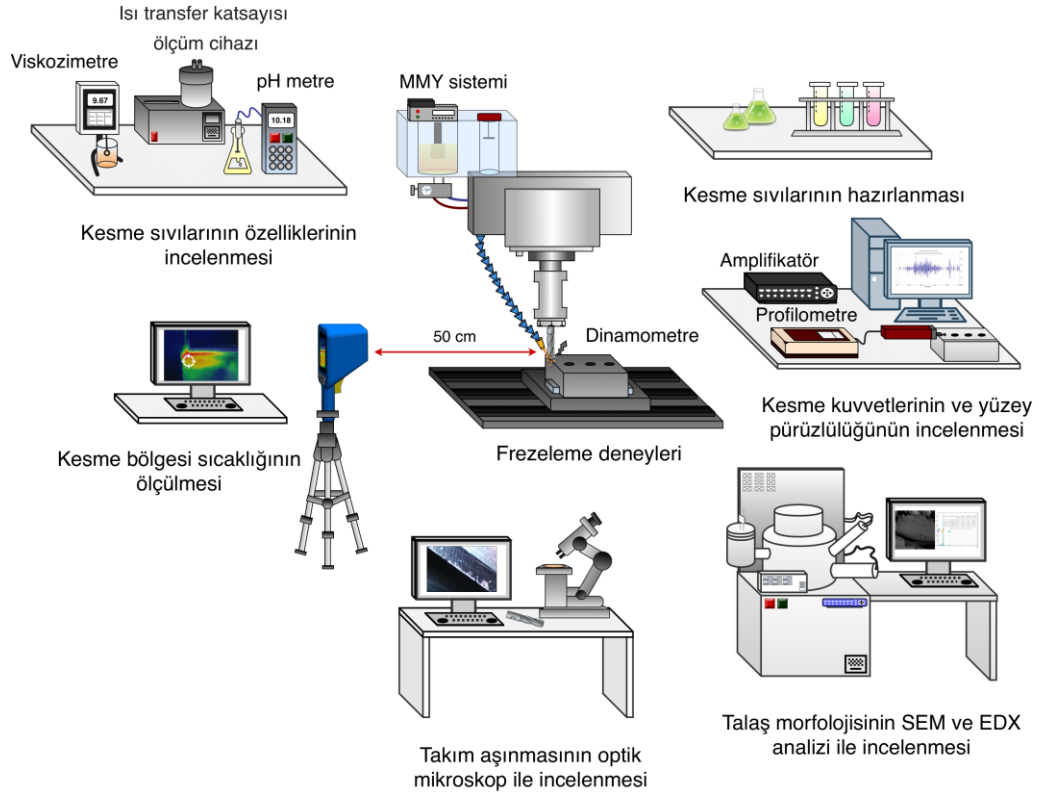 Isı transfer katsayısı
ölçüm cihazı
Viskozimetre
pH metre
9.67
10.18
Kesme sıvılarının özelliklerinin
incelenmesi
MMY sistemi
Kesme sıvılarının hazırlanması
Amplifikatör
Profilometre
Kesme kuvvetlerinin ve yüzey
pürüzlülüğünün incelenmesi
50 cm
Dinamometre
Frezeleme deneyleri
Kesme bölgesi sıcaklığının
ölçülmesi
Takım aşınmasının optik
mikroskop ile incelenmesi
Talaş morfolojisinin SEM ve EDX
analizi ile incelenmesi